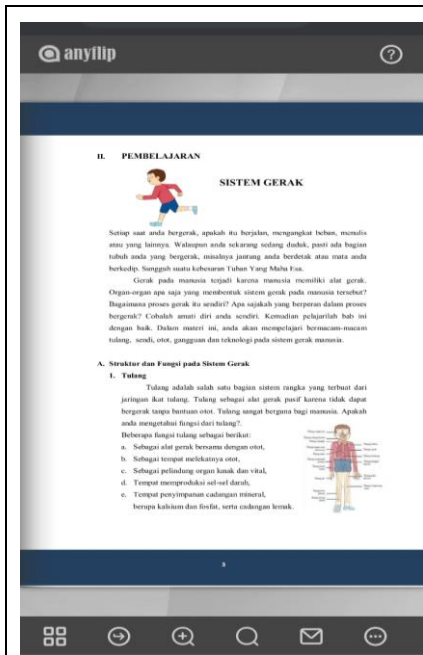 anyflip
?
II. PEMBELAJARAN
SISTEM GERAK
Setiap saat anda bergerak, apakah itu berjalan, mengangkat beban, menulis
atau yang lainnya. Walaupun anda sekarang sedang duduk, pasti ada bagian
tubuh anda yang bergerak, misalnya jantung anda berdetak atau mata anda
berkedip. Sungguh suatu kebesaran Tuhan Yang Maha Esa.
Gerak pada manusia terjadi karena manusia memiliki alat gerak.
Organ-organ apa saja yang membentuk sistem gerak pada manusia tersebut?
Bagaimana proses gerak itu sendiri? Apa sajakah yang berperan dalam proses
bergerak? Cobalah amati diri anda sendiri. Kemudian pelajarilah bab ini
dengan baik. Dalam materi ini, anda akan mempelajari bermacam-macam
tulang, sendi, otot, gangguan dan teknologi pada sistem gerak manusia.
A. Struktur dan Fungsi pada Sistem Gerak
1. Tulang
Tulang adalah salah satu bagian sistem rangka yang terbuat dari
jaringan ikat tulang. Tulang sebagai alat gerak pasif karena tidak dapat
bergerak tanpa bantuan otot. Tulang sangat berguna bagi manusia. Apakah
anda mengetahui fungsi dari tulang?.
Beberapa fungsi tulang sebagai berikut:
a. Sebagai alat gerak bersama dengan otot,
b. Sebagai tempat melekatnya otot,
c. Sebagai pelindung organ lunak dan vital,
d. Tempat memproduksi sel-sel darah,
e. Tempat penyimpanan cadangan mineral,
berupa kalsium dan fosfat, serta cadangan lemak.